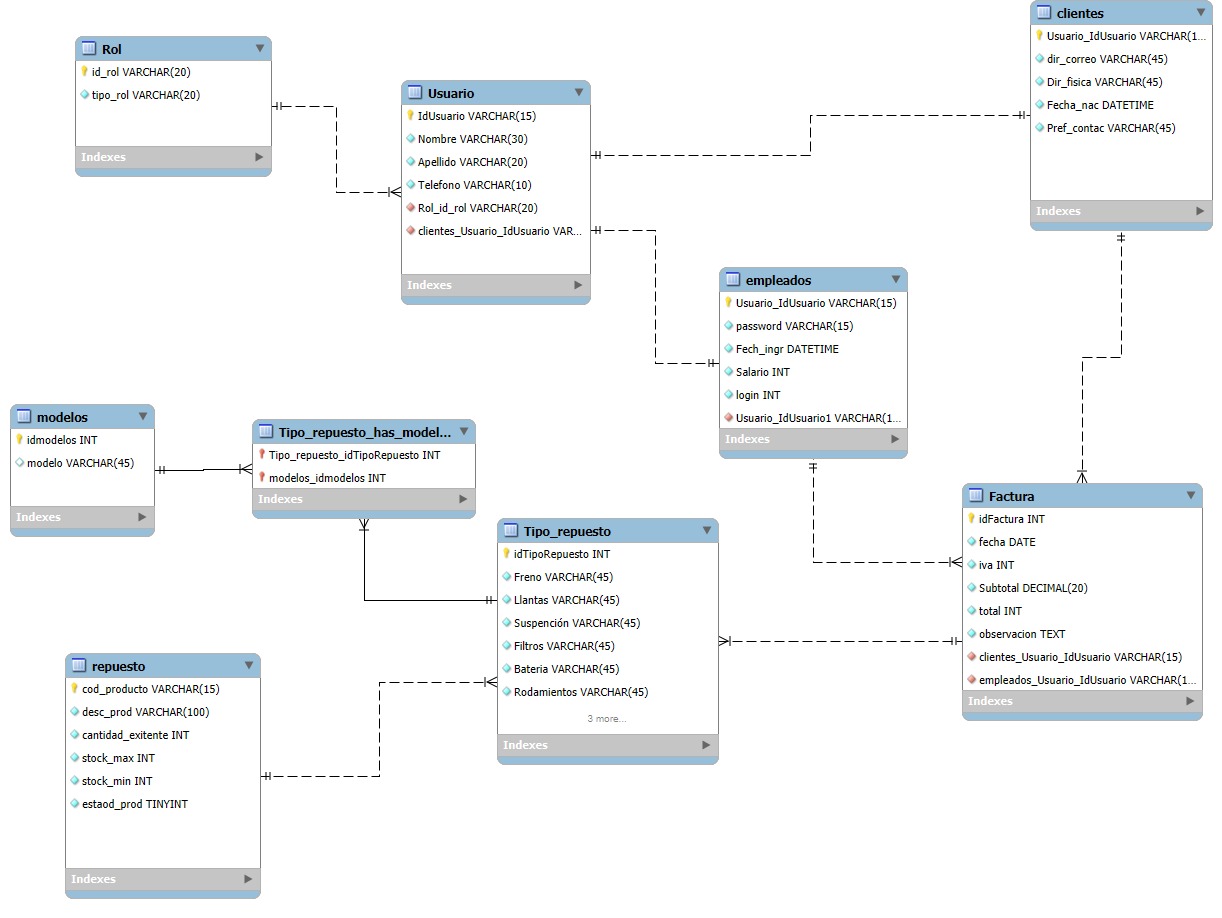 Rol
id_rol VARCHAR(20)
tipo_rol VARCHAR(20)
Indexes
Usuario
IdUsuario VARCHAR(15)
Nombre VARCHAR(30)
Apellido VARCHAR(20)
Telefono VARCHAR(10)
Rol_id_rol VARCHAR(20)
clientes_Usuario_IdUsuario VAR...
Indexes
clientes
Usuario_IdUsuario VARCHAR(1...
dir_correo VARCHAR(45)
Dir_fisica VARCHAR(45)
Fecha_nac DATETIME
Pref_contac VARCHAR(45)
Indexes
empleados
Usuario_IdUsuario VARCHAR(15)
password VARCHAR(15)
Fech_ingr DATETIME
Salario INT
login INT
Usuario_IdUsuario1 VARCHAR(1...
Indexes
modelos
idmodelos INT
modelo VARCHAR(45)
Indexes
Tipo_repuesto_has_model...
Tipo_repuesto_idTipoRepuesto INT
modelos_idmodelos INT
Indexes
Tipo_repuesto
idTipoRepuesto INT
Freno VARCHAR(45)
Llantas VARCHAR(45)
Suspención VARCHAR(45)
Filtros VARCHAR(45)
Bateria VARCHAR(45)
Rodamientos VARCHAR(45)
3 more...
Indexes
Factura
idFactura INT
fecha DATE
iva INT
Subtotal DECIMAL(20)
total INT
observacion TEXT
clientes_Usuario_IdUsuario VARCHAR(15)
empleados_Usuario_IdUsuario VARCHAR(1...
Indexes
repuesto
cod_producto VARCHAR(15)
desc_prod VARCHAR(100)
cantidad_exitente INT
stock_max INT
stock_min INT
estaod_prod TINYINT
Indexes